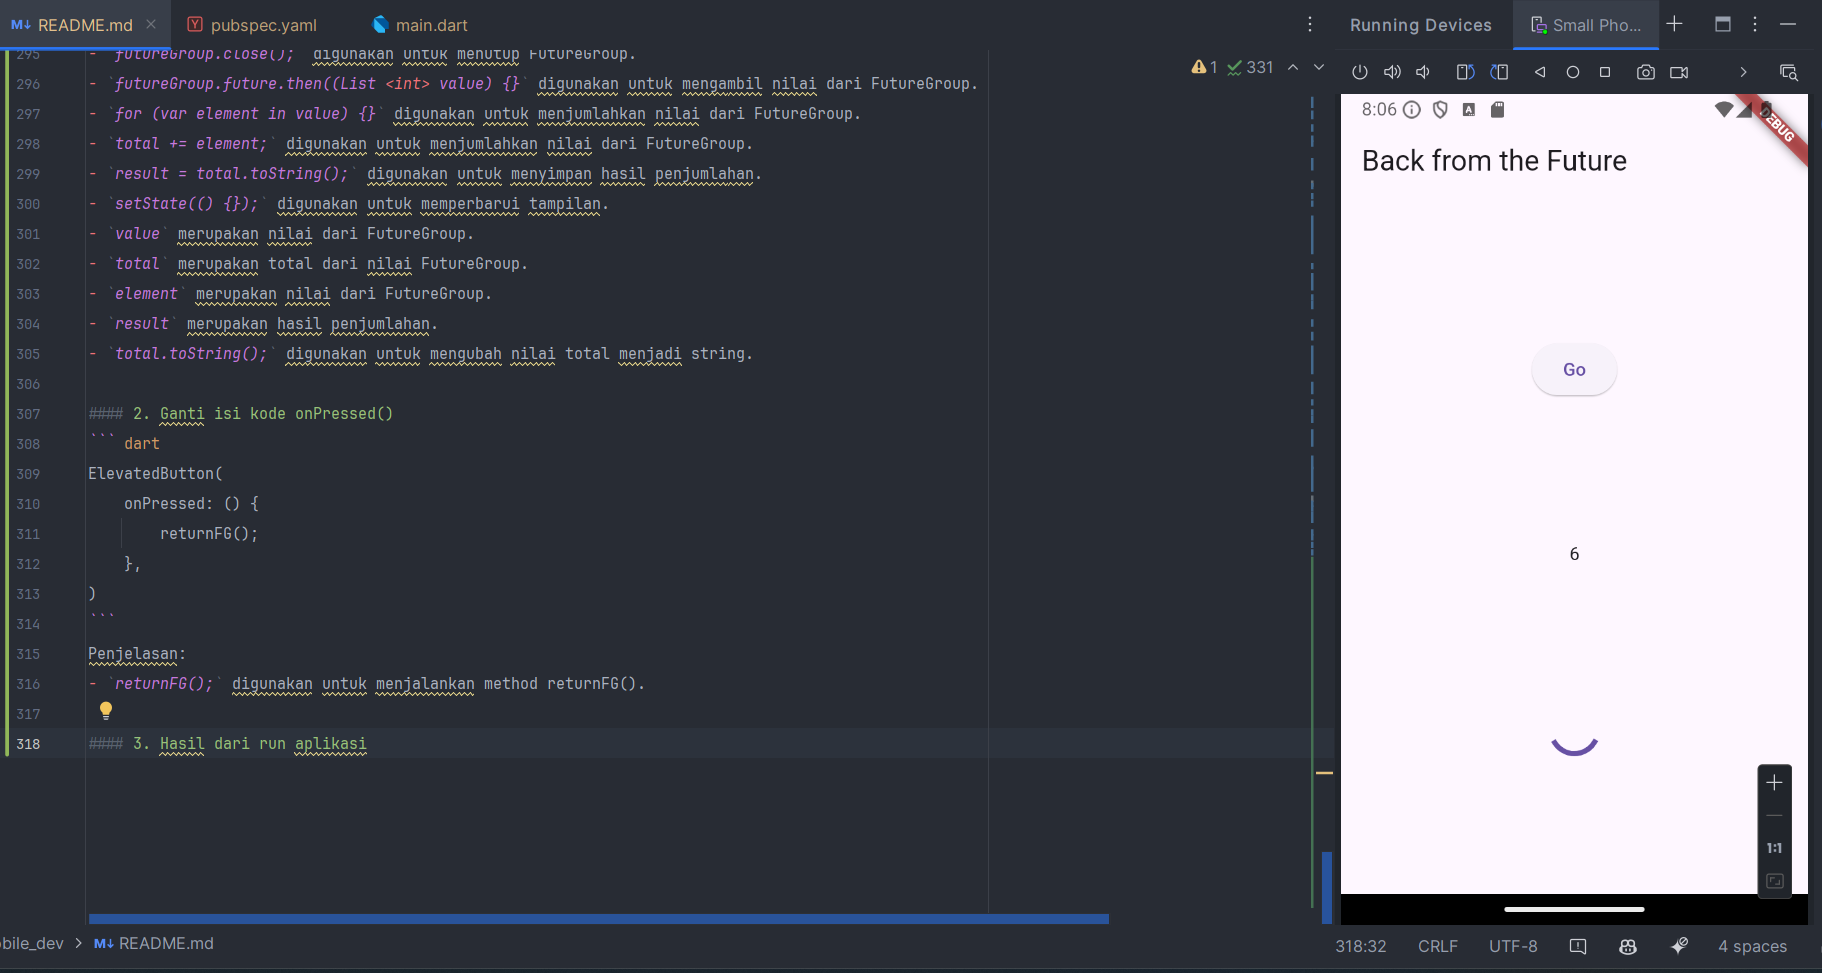 M↓ README.md
pubspec.yaml
main.dart
Running Devices
Small Pho...
295 - `futureGroup.close();` digunakan untuk menutup FutureGroup.
1 331
296 - `futureGroup.future.then((List <int> value) {}` digunakan untuk mengambil nilai dari FutureGroup.
297 - `for (var element in value) {}` digunakan untuk menjumlahkan nilai dari FutureGroup.
298 - `total += element;` digunakan untuk menjumlahkan nilai dari FutureGroup.
299 - `result = total.toString();` digunakan untuk menyimpan hasil penjumlahan.
300 - `setState(() {});` digunakan untuk memperbarui tampilan.
301 - `value` merupakan nilai dari FutureGroup.
302 - `total` merupakan total dari nilai FutureGroup.
303 - `element` merupakan nilai dari FutureGroup.
304 - `result` merupakan hasil penjumlahan.
305 - `total.toString();` digunakan untuk mengubah nilai total menjadi string.
306
307 #### 2. Ganti isi kode onPressed()
308 ``` dart
309 ElevatedButton(
310 onPressed: () {
311 returnFG();
312 },
313 )
314 ```
315 Penjelasan:
316 - `returnFG();` digunakan untuk menjalankan method returnFG().
317
318 #### 3. Hasil dari run aplikasi
8:06
DEBUG
Back from the Future
Go
6
1:1
bile_dev > M↓ README.md
318:32 CRLF UTF-8 4 spaces